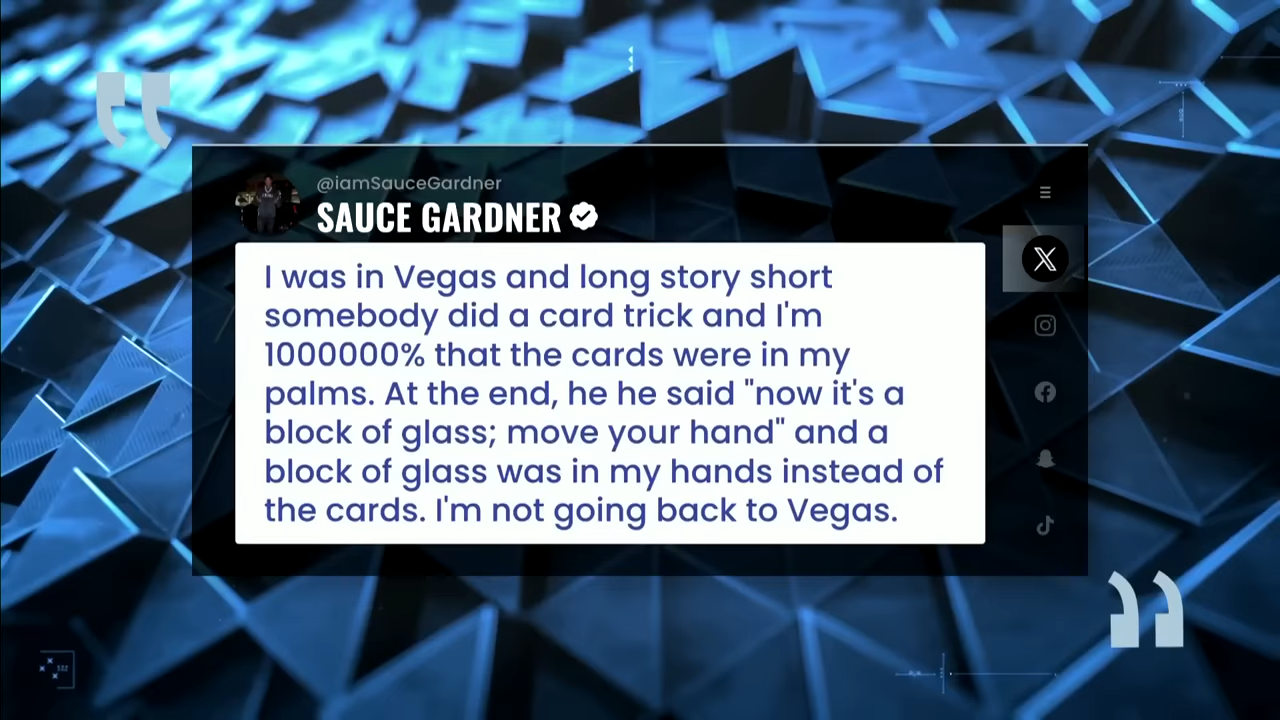 @iamSauceGardner
SAUCE GARDNER
I was in Vegas and long story short
somebody did a card trick and I'm
1000000% that the cards were in my
palms. At the end, he he said "now it's a
block of glass; move your hand" and a
block of glass was in my hands instead of
the cards. I'm not going back to Vegas.